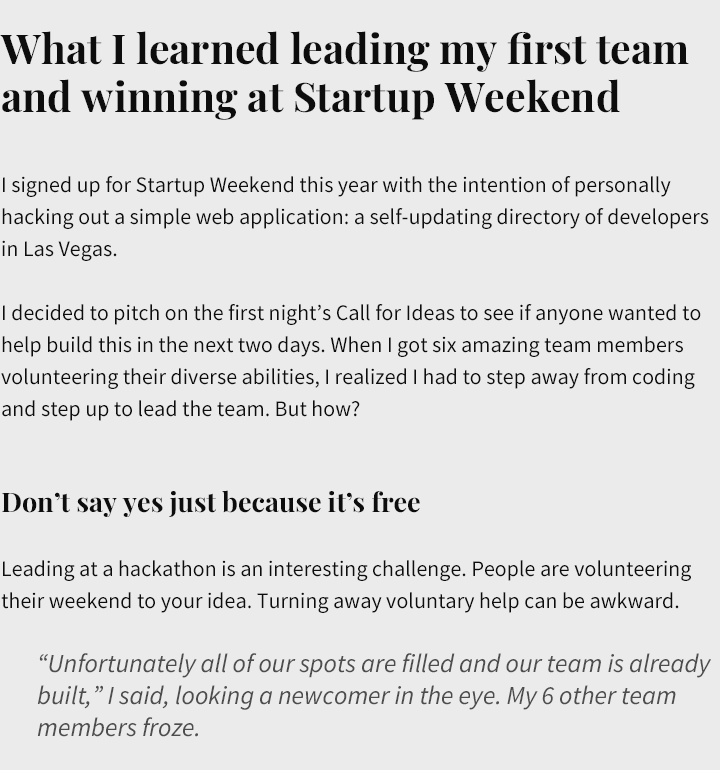 What I learned leading my first team
and winning at Startup Weekend
I signed up for Startup Weekend this year with the intention of personally
hacking out a simple web application: a self-updating directory of developers
in Las Vegas.
I decided to pitch on the first night’s Call for Ideas to see if anyone wanted to
help build this in the next two days. When I got six amazing team members
volunteering their diverse abilities, I realized I had to step away from coding
and step up to lead the team. But how?
Don’t say yes just because it’s free
Leading at a hackathon is an interesting challenge. People are volunteering
their weekend to your idea. Turning away voluntary help can be awkward.
“Unfortunately all of our spots are filled and our team is already
built,” I said, looking a newcomer in the eye. My 6 other team
members froze.